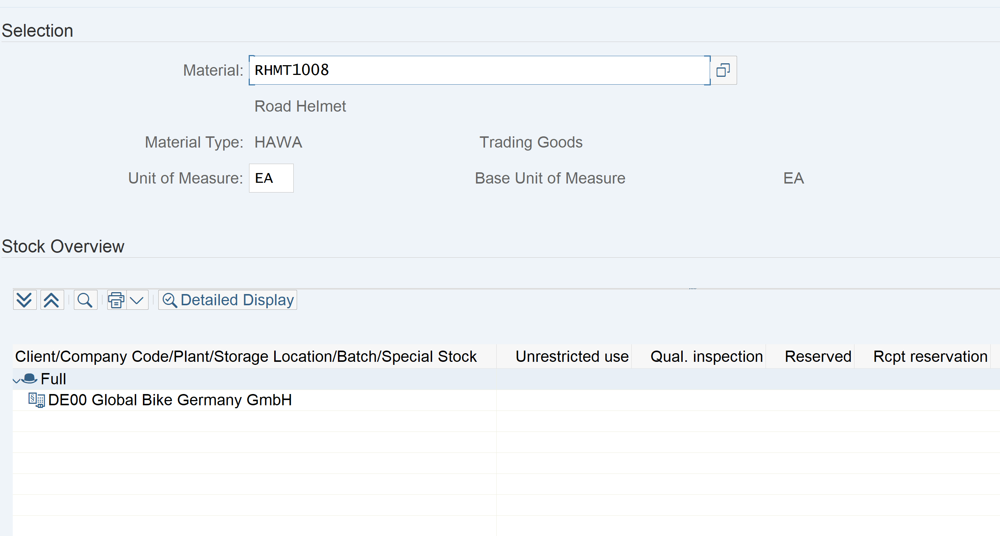 Selection
Material: RHMT1008
Road Helmet
Material Type: HAWA Trading Goods
Unit of Measure: EA Base Unit of Measure EA
Stock Overview
Detailed Display
Client/Company Code/Plant/Storage Location/Batch/Special Stock Unrestricted use Qual. inspection Reserved Rcpt reservation
Full
§ DE00 Global Bike Germany GmbH